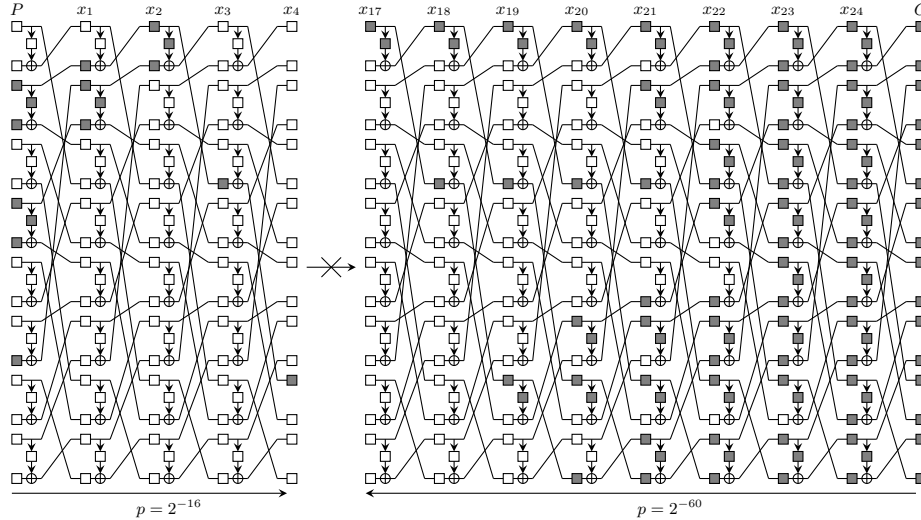 P x₁ x₂ x₃ x₄ x₁₇ x₁₈ x₁₉ x₂₀ x₂₁ x₂₂ x₂₃ x₂₄ C
p = 2⁻¹⁶ p = 2⁻⁶⁰